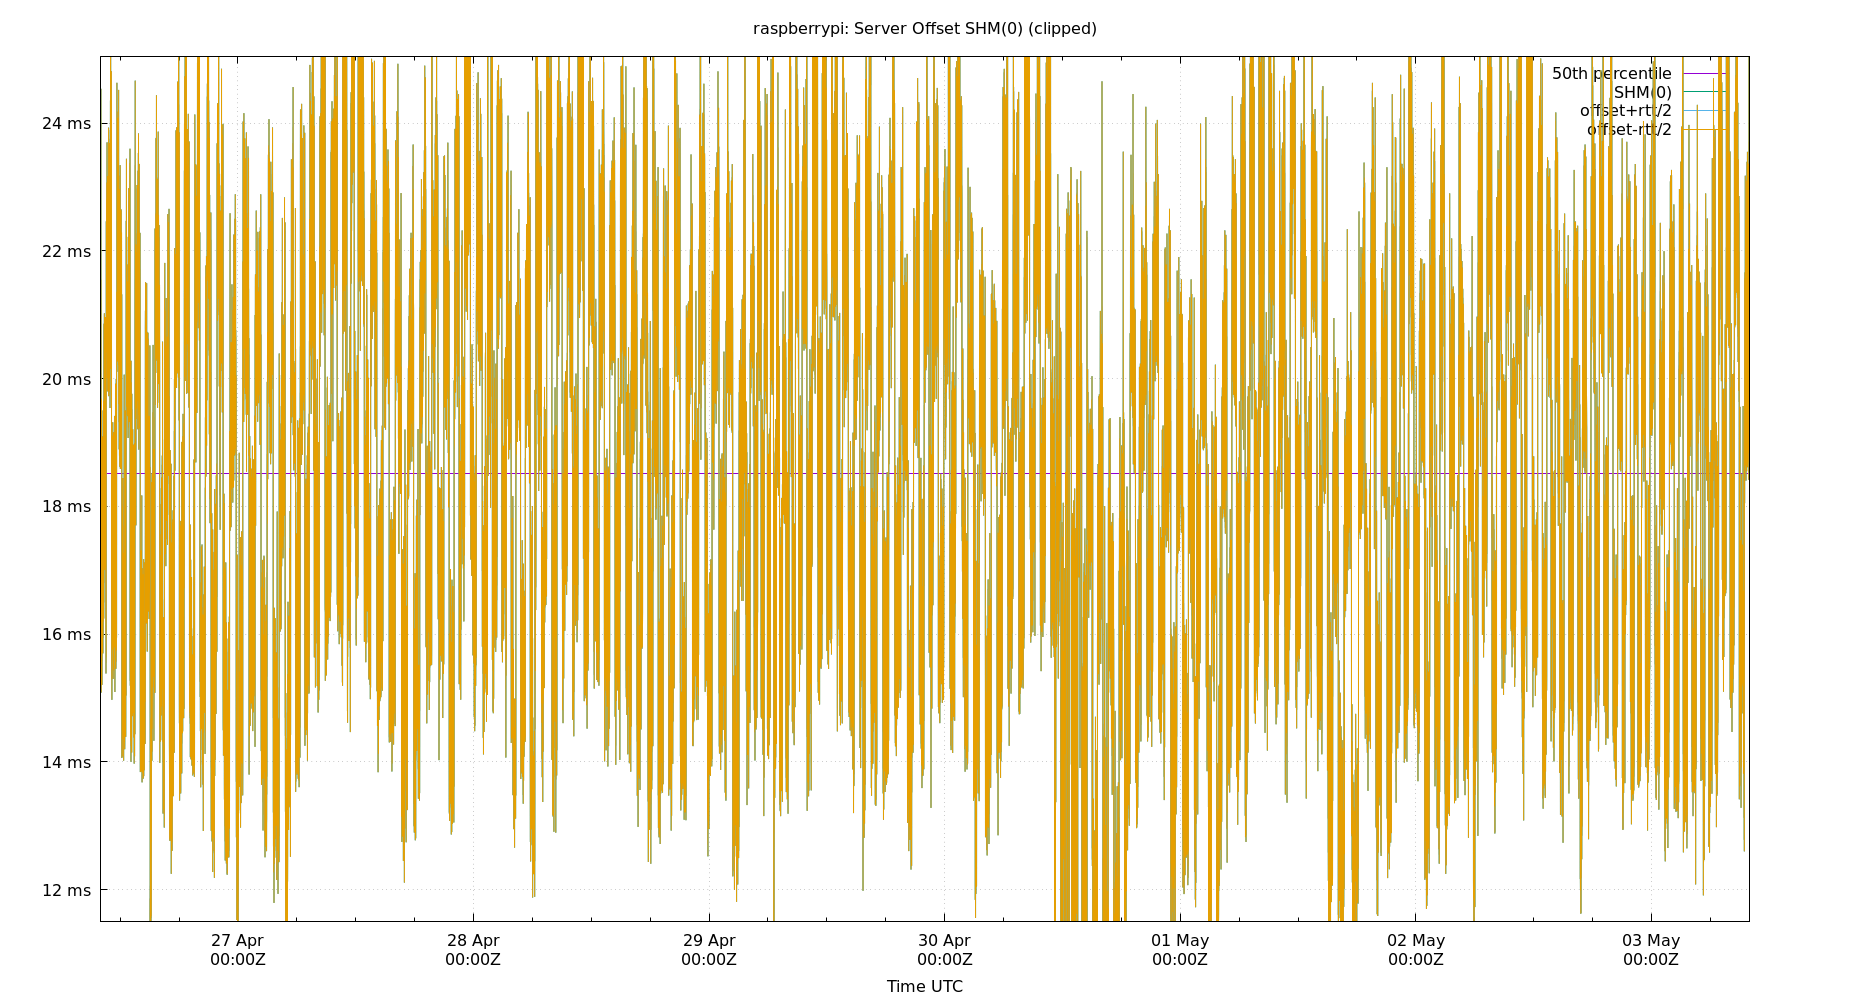 raspberrypi: Server Offset SHM(0) (clipped)
50th percentile
SHM(0)
offset+rtt/2
offset-rtt/2
24 ms
22 ms
20 ms
18 ms
16 ms
14 ms
12 ms
27 Apr 28 Apr 29 Apr 30 Apr 01 May 02 May 03 May
00:00Z 00:00Z 00:00Z 00:00Z 00:00Z 00:00Z 00:00Z
Time UTC